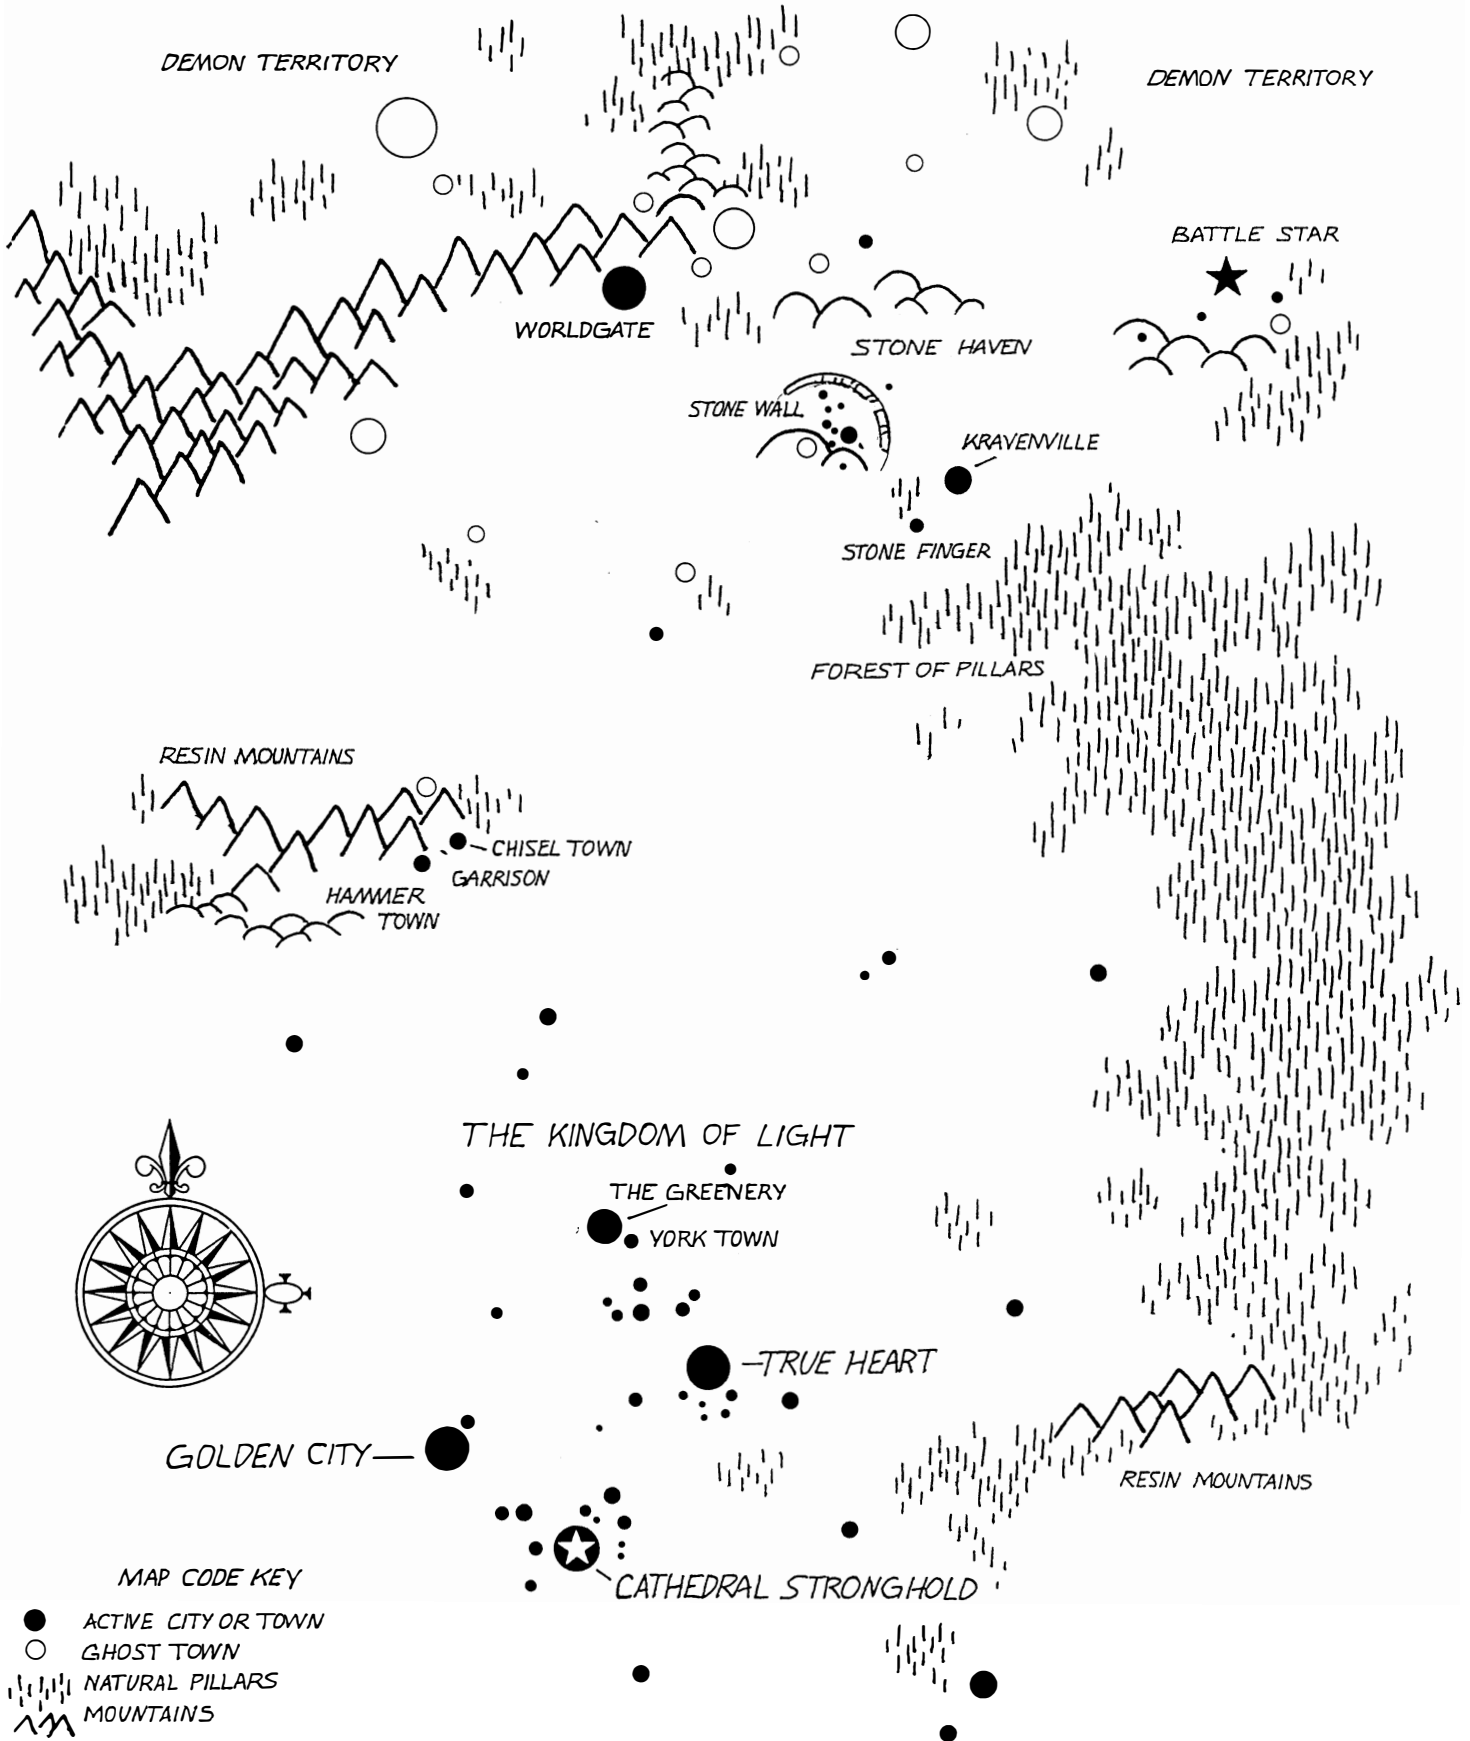 DEMON TERRITORY
DEMON TERRITORY
BATTLE STAR
WORLDGATE
STONE HAVEN
STONE WALL
KRAVENVILLE
STONE FINGER
FOREST OF PILLARS
RESIN MOUNTAINS
CHISEL TOWN
GARRISON
HAMMER
TOWN
THE KINGDOM OF LIGHT
THE GREENERY
YORK TOWN
TRUE HEART
GOLDEN CITY
RESIN MOUNTAINS
CATHEDRAL STRONGHOLD
MAP CODE KEY
ACTIVE CITY OR TOWN
GHOST TOWN
NATURAL PILLARS
MOUNTAINS